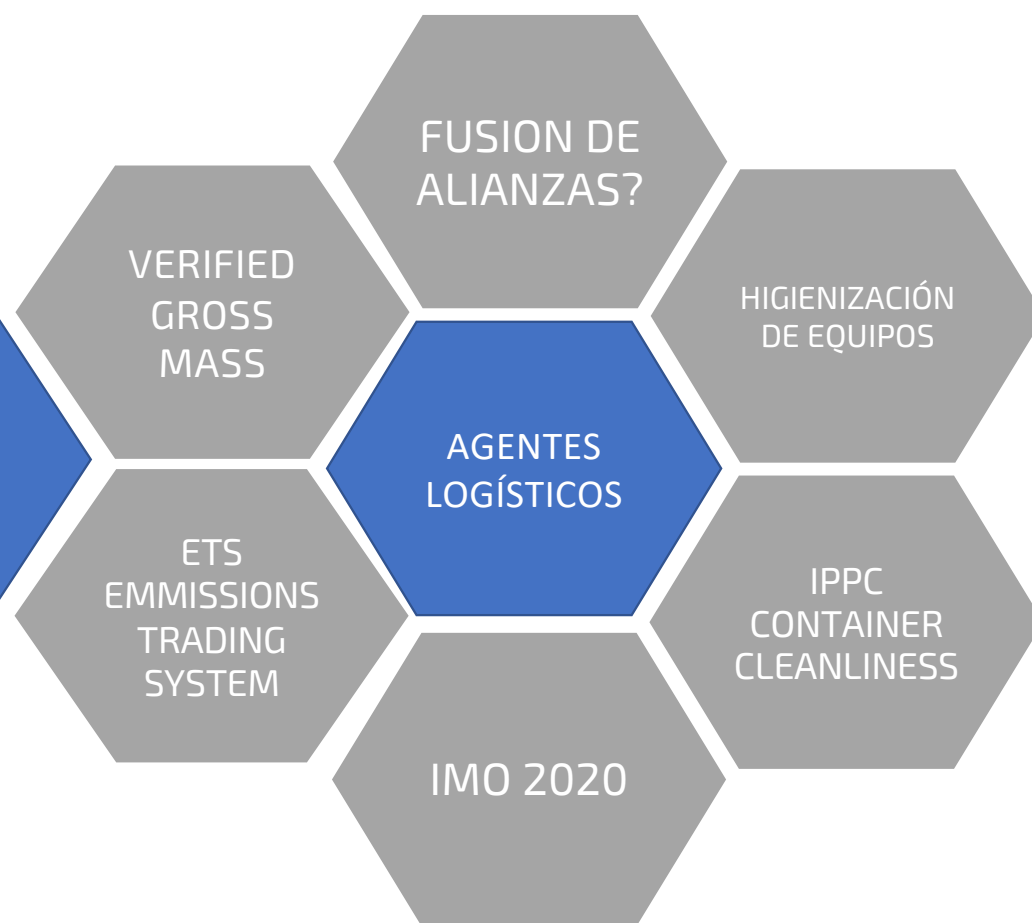 FUSION DE
ALIANZAS?
VERIFIED
GROSS
MASS
HIGIENIZACIÓN
DE EQUIPOS
AGENTES
LOGÍSTICOS
ETS
EMMISSIONS
TRADING
SYSTEM
IPPC
CONTAINER
CLEANLINESS
IMO 2020